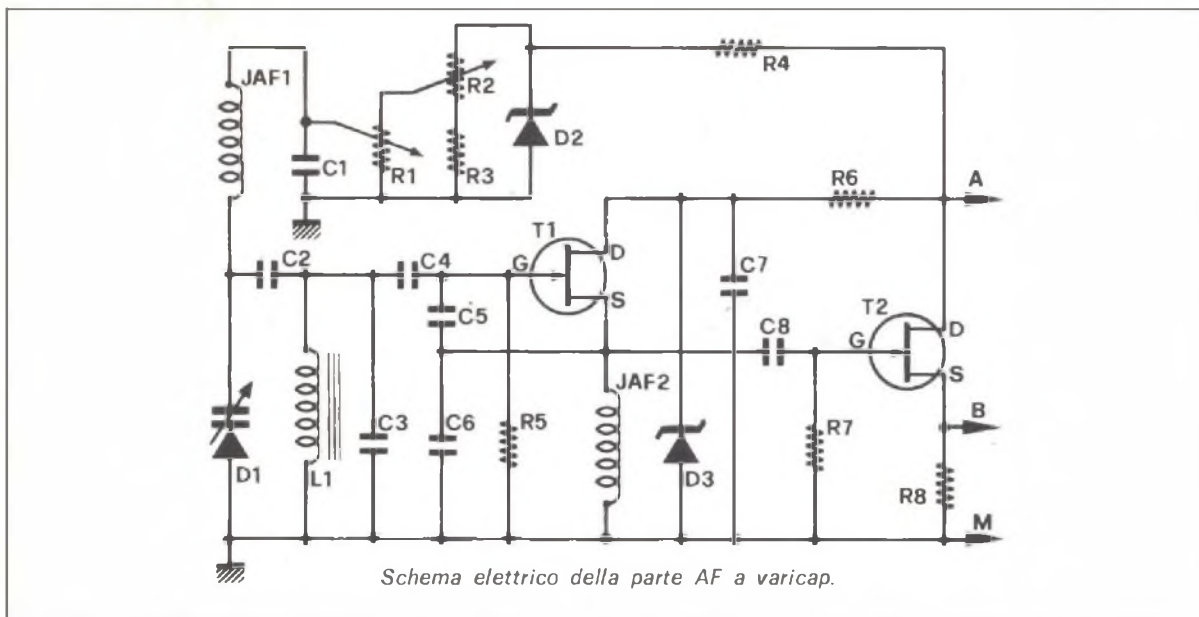 JAF1
R2
R4
D2
C1
R1
R3
R6
A
T1
C2
C4
G
D
C7
C5
S
T2
C8
G
D
JAF2
S
C3
C6
R5
R7
B
D1
L1
D3
R8
M
Schema elettrico della parte AF a varicap.